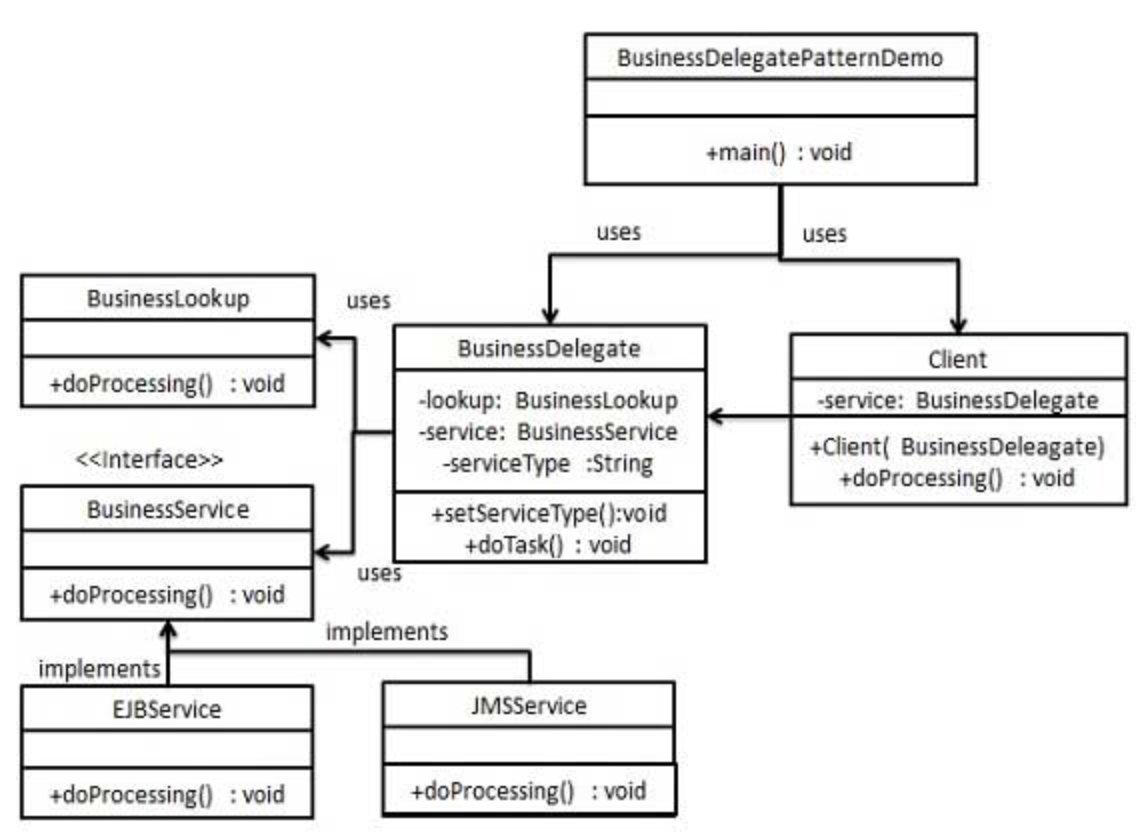 BusinessDelegatePatternDemo
+main() : void
uses
uses
BusinessLookup
+doProcessing() : void
uses
BusinessDelegate
-lookup: BusinessLookup
-service: BusinessService
-serviceType :String
+setServiceType():void
+doTask() : void
Client
-service: BusinessDelegate
+Client( BusinessDeleagate)
+doProcessing() : void
<<Interface>>
BusinessService
+doProcessing() : void
uses
implements
implements
EJBService
+doProcessing() : void
JMSService
+doProcessing() : void